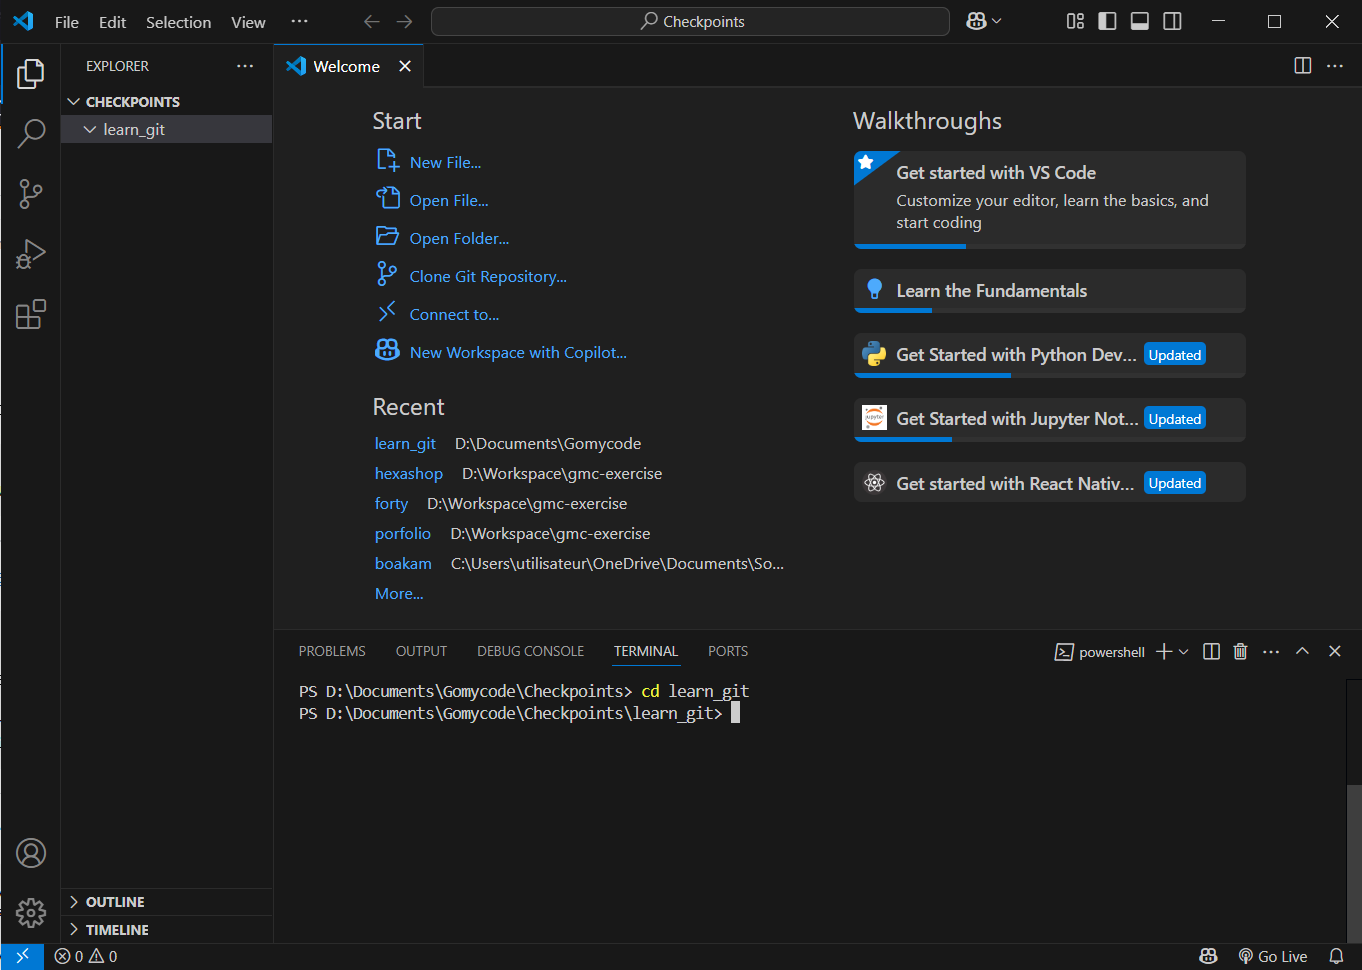 File Edit Selection View ···
Checkpoints
EXPLORER
CHECKPOINTS
learn_git
OUTLINE
TIMELINE
Welcome
Start
New File...
Open File...
Open Folder...
Clone Git Repository...
Connect to...
New Workspace with Copilot...
Recent
learn_git D:\Documents\Gomycode
hexashop D:\Workspace\gmc-exercise
forty D:\Workspace\gmc-exercise
porfolio D:\Workspace\gmc-exercise
boakam C:\Users\utilisateur\OneDrive\Documents\So...
More...
Walkthroughs
Get started with VS Code
Customize your editor, learn the basics, and
start coding
Learn the Fundamentals
Get Started with Python Dev... Updated
Get Started with Jupyter Not... Updated
Get started with React Nativ... Updated
PROBLEMS OUTPUT DEBUG CONSOLE TERMINAL PORTS
powershell
PS D:\Documents\Gomycode\Checkpoints> cd learn_git
PS D:\Documents\Gomycode\Checkpoints\learn_git>
0 0
Go Live